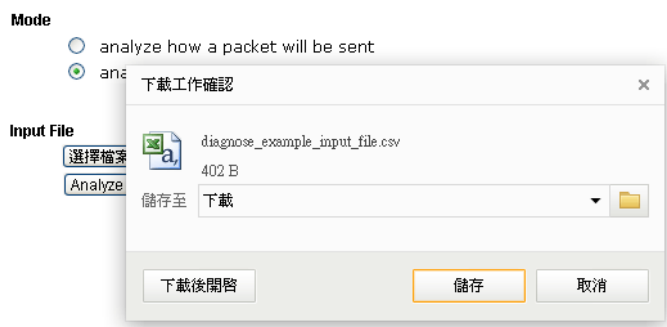 Mode
analyze how a packet will be sent
ana
下載工作確認
×
Input File
選擇檔案
Analyze
diagnose_example_input_file.csv
402 B
儲存至 下載
下載後開啓 儲存 取消